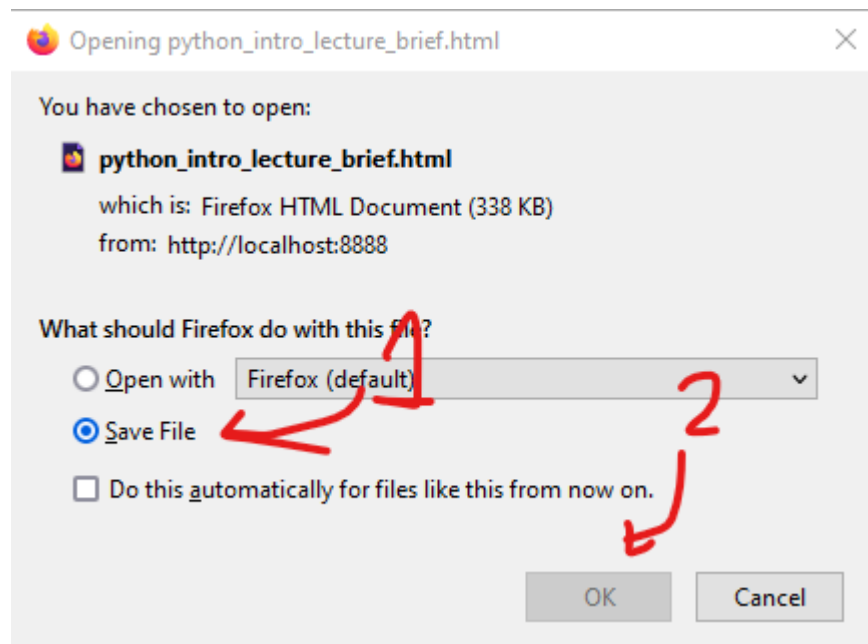 Opening python_intro_lecture_brief.html
You have chosen to open:
python_intro_lecture_brief.html
which is: Firefox HTML Document (338 KB)
from: http://localhost:8888
What should Firefox do with this file?
1
Open with Firefox (default)
2
Save File
Do this automatically for files like this from now on.
OK Cancel